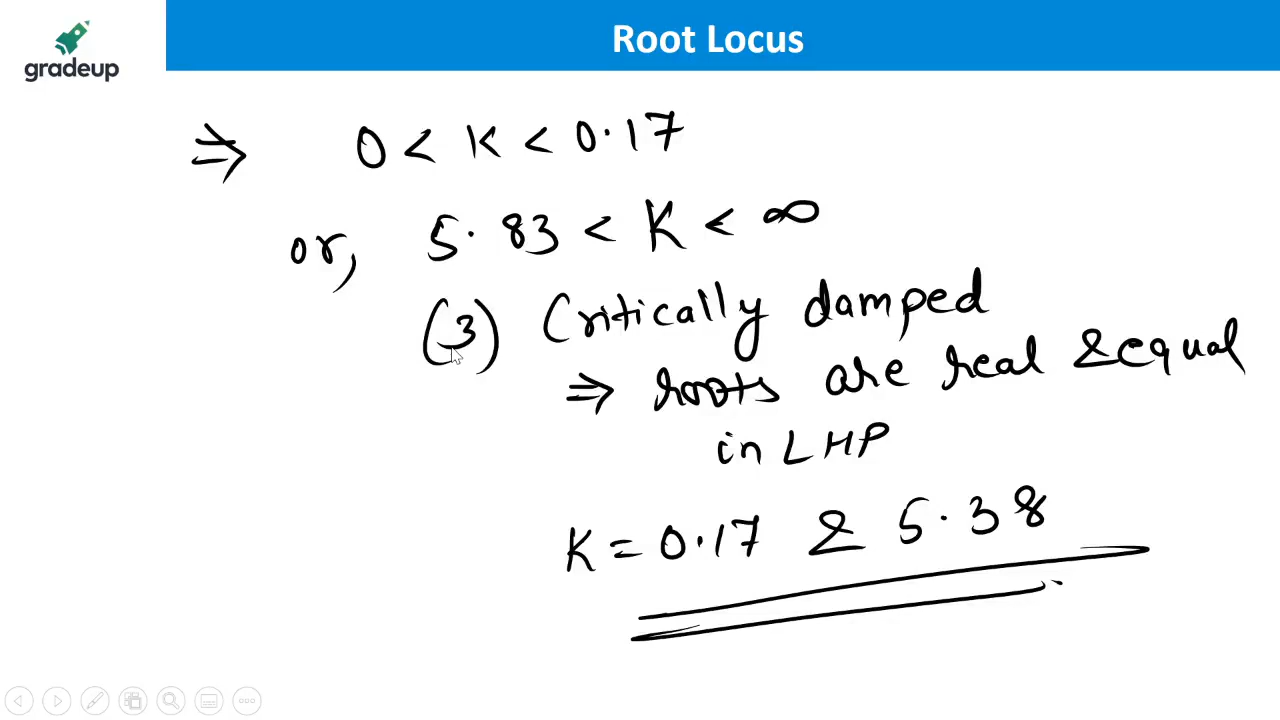 Root Locus
gradeup
⇒ 0 < K < 0.17
or, 5.83 < K < ∞
(3) Critically damped
⇒ roots are real & equal
in LHP
K = 0.17 & 5.38